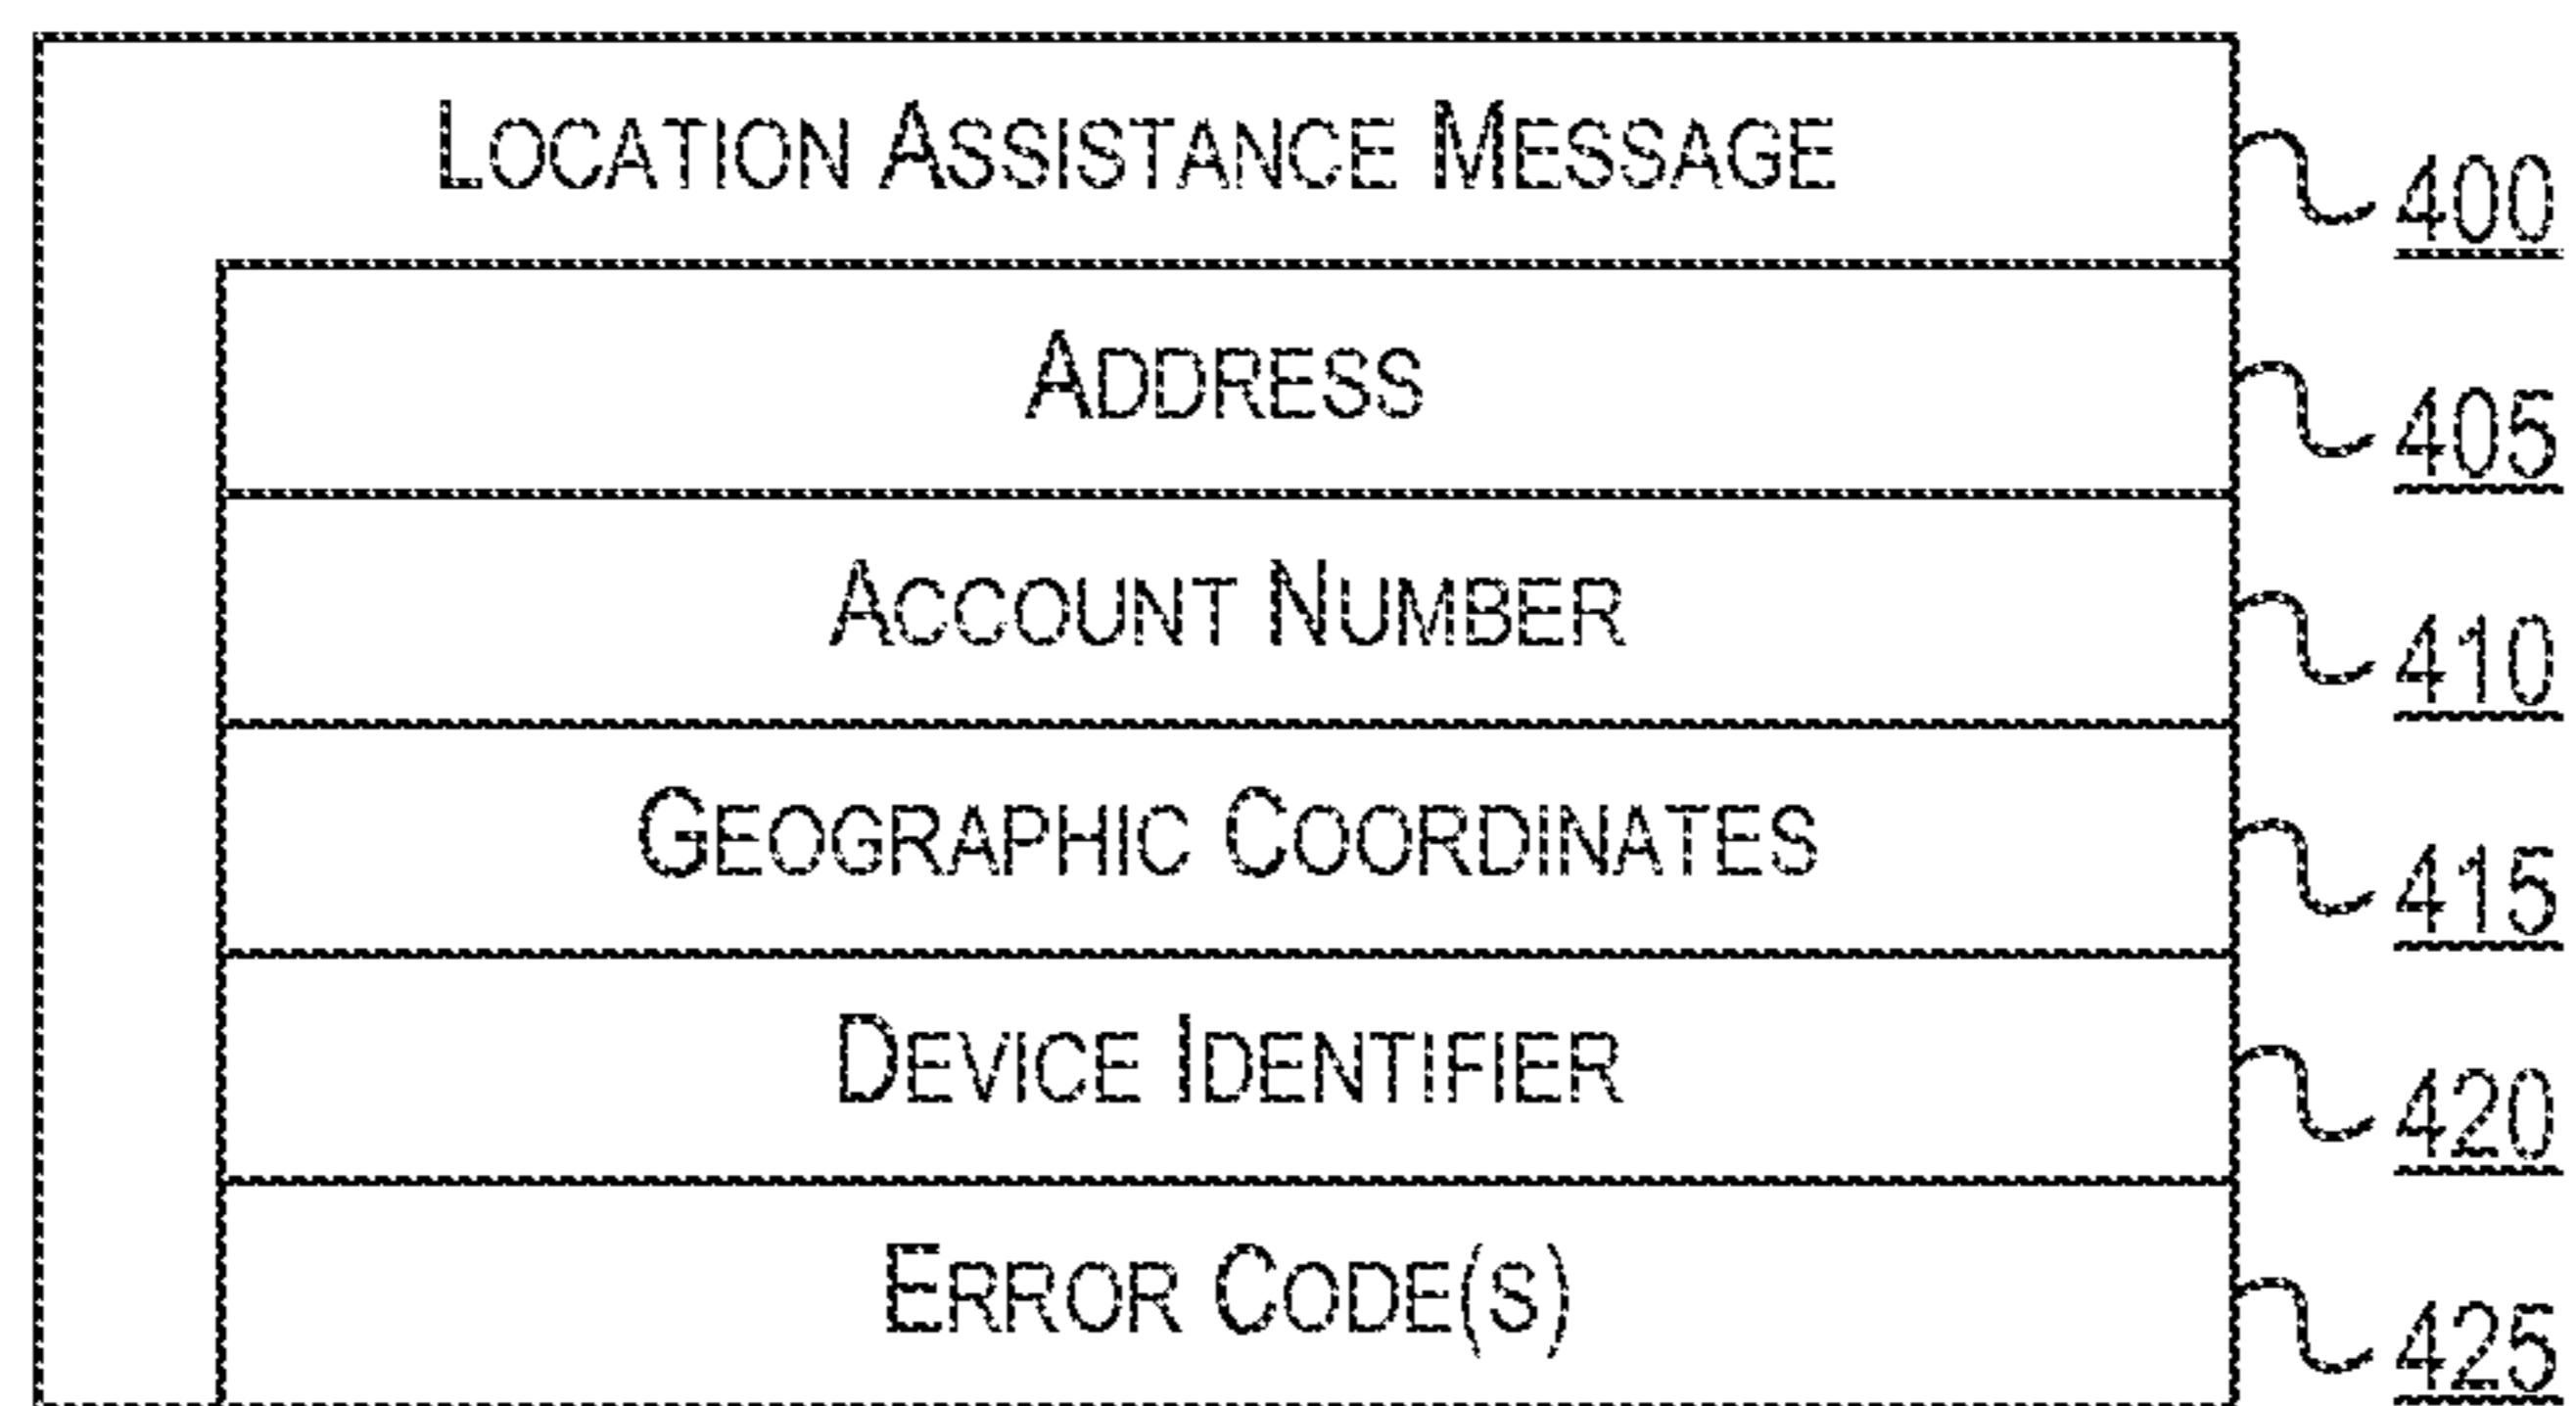 LOCATION ASSISTANCE MESSAGE 400
ADDRESS 405
ACCOUNT NUMBER 410
GEOGRAPHIC COORDINATES 415
DEVICE IDENTIFIER 420
ERROR CODE(S) 425